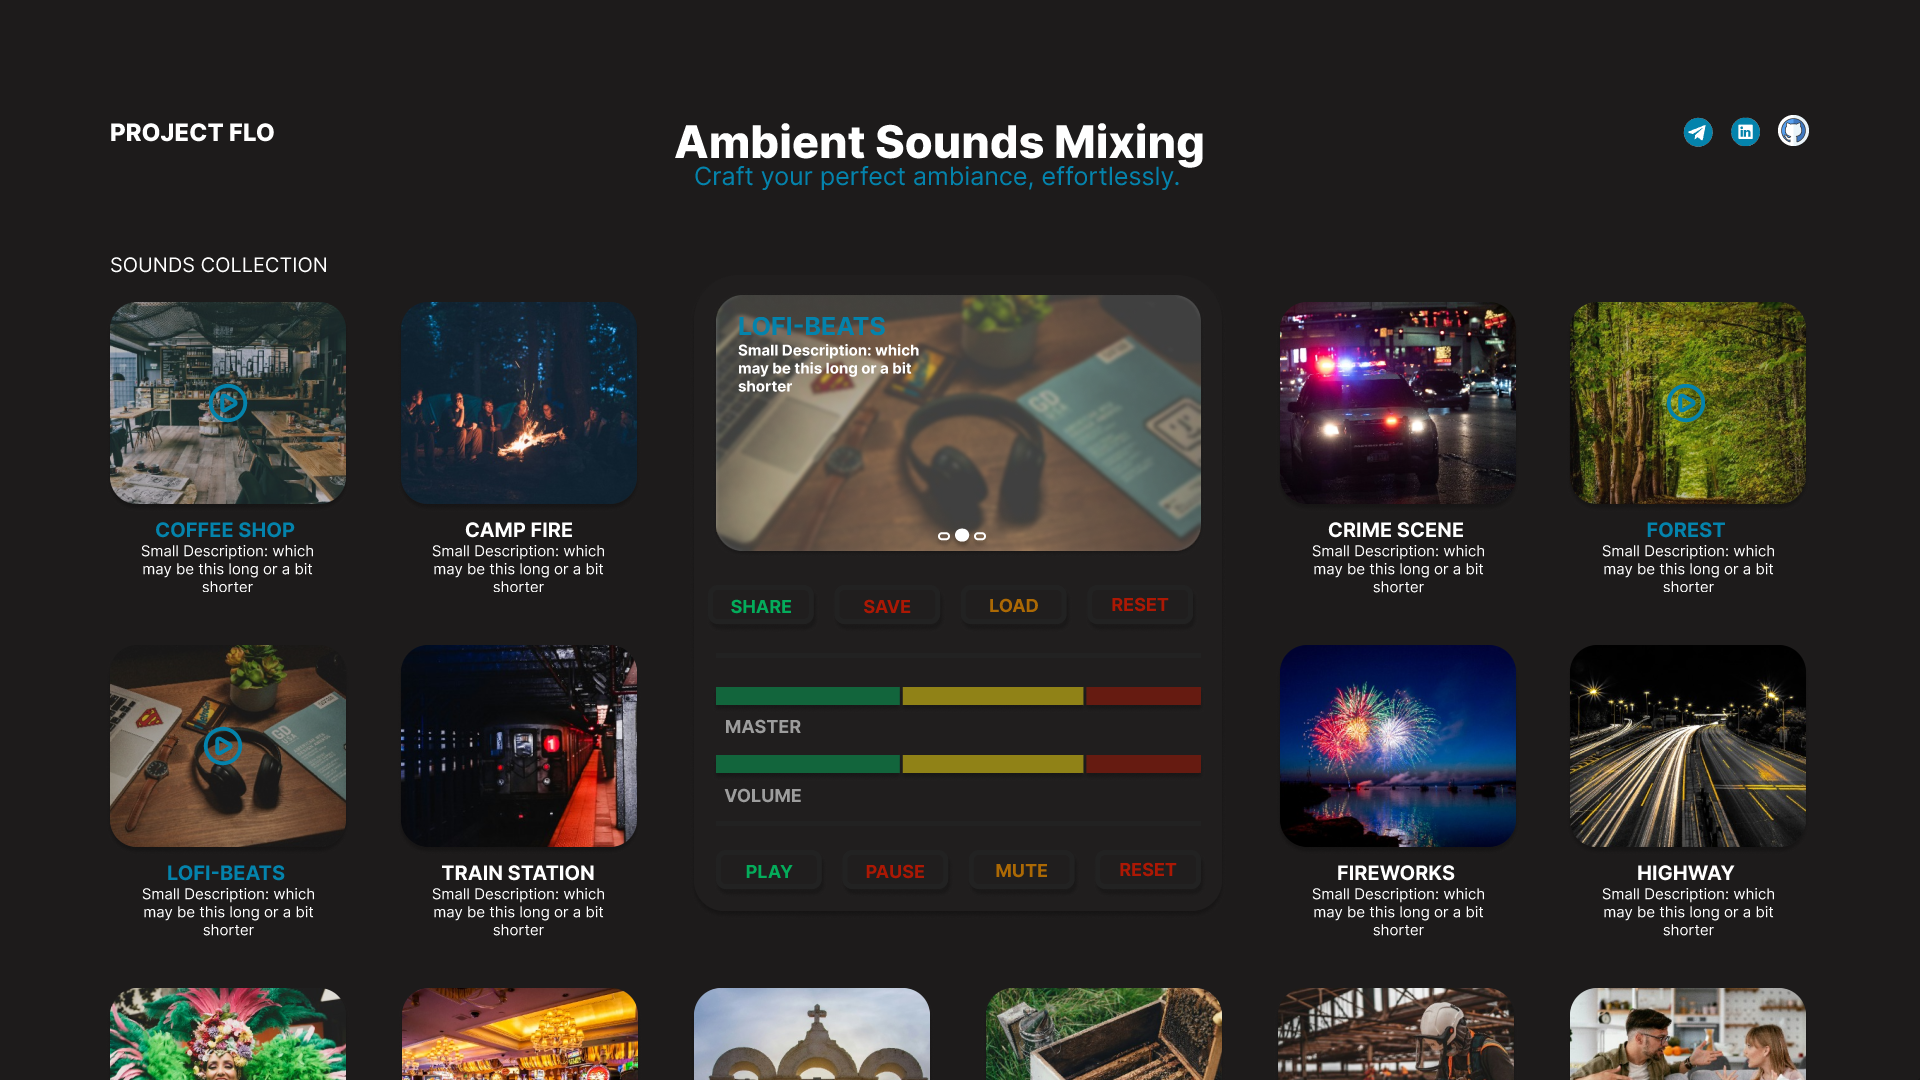 PROJECT FLO
Ambient Sounds Mixing
Craft your perfect ambiance, effortlessly.
SOUNDS COLLECTION
COFFEE SHOP
Small Description: which
may be this long or a bit
shorter
CAMP FIRE
Small Description: which
may be this long or a bit
shorter
LOFI-BEATS
Small Description: which
may be this long or a bit
shorter
SHARE
SAVE
LOAD
RESET
MASTER
VOLUME
PLAY
PAUSE
MUTE
RESET
CRIME SCENE
Small Description: which
may be this long or a bit
shorter
FOREST
Small Description: which
may be this long or a bit
shorter
LOFI-BEATS
Small Description: which
may be this long or a bit
shorter
1
TRAIN STATION
Small Description: which
may be this long or a bit
shorter
FIREWORKS
Small Description: which
may be this long or a bit
shorter
HIGHWAY
Small Description: which
may be this long or a bit
shorter